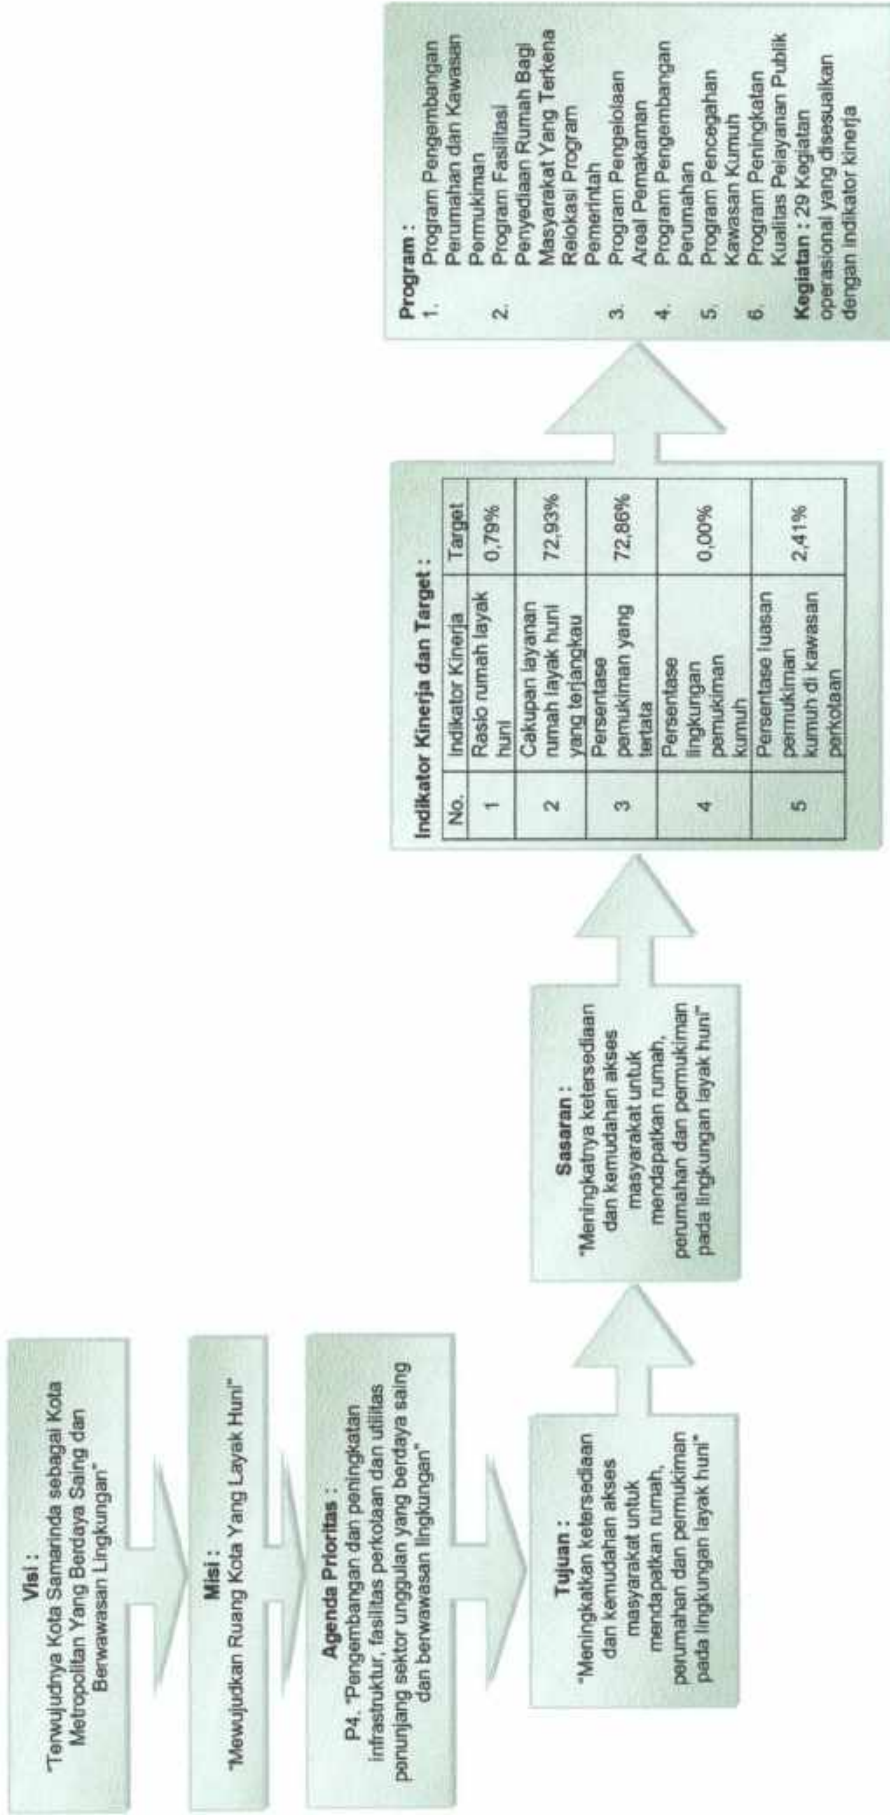 Visi :
"Terwujudnya Kota Samarinda sebagai Kota
Metropolitan Yang Berdaya Saing dan
Berwawasan Lingkungan"
Misi :
"Mewujudkan Ruang Kota Yang Layak Huni"
Agenda Prioritas :
P4. "Pengembangan dan peningkatan
infrastruktur, fasilitas perkotaan dan utilitas
penunjang sektor unggulan yang berdaya saing
dan berwawasan lingkungan"
Tujuan :
"Meningkatkan ketersediaan
dan kemudahan akses
masyarakat untuk
mendapatkan rumah,
perumahan dan permukiman
pada lingkungan layak huni"
Sasaran :
"Meningkatnya ketersediaan
dan kemudahan akses
masyarakat untuk
mendapatkan rumah,
perumahan dan permukiman
pada lingkungan layak huni"
Indikator Kinerja dan Target :
No. Indikator Kinerja Target
1 Rasio rumah layak 0,79%
huni
2 Cakupan layanan 72,93%
rumah layak huni
yang terjangkau
3 Persentase 72,86%
pemukiman yang
tertata
4 Persentase 0,00%
lingkungan
pemukiman
kumuh
5 Persentase luasan 2,41%
permukiman
kumuh di kawasan
perkotaan
Program :
1. Program Pengembangan
Perumahan dan Kawasan
Permukiman
2. Program Fasilitasi
Penyediaan Rumah Bagi
Masyarakat Yang Terkena
Relokasi Program
Pemerintah
3. Program Pengelolaan
Areal Pemakaman
4. Program Pengembangan
Perumahan
5. Program Pencegahan
Kawasan Kumuh
6. Program Peningkatan
Kualitas Pelayanan Publik
Kegiatan : 29 Kegiatan
operasional yang disesuaikan
dengan indikator kinerja